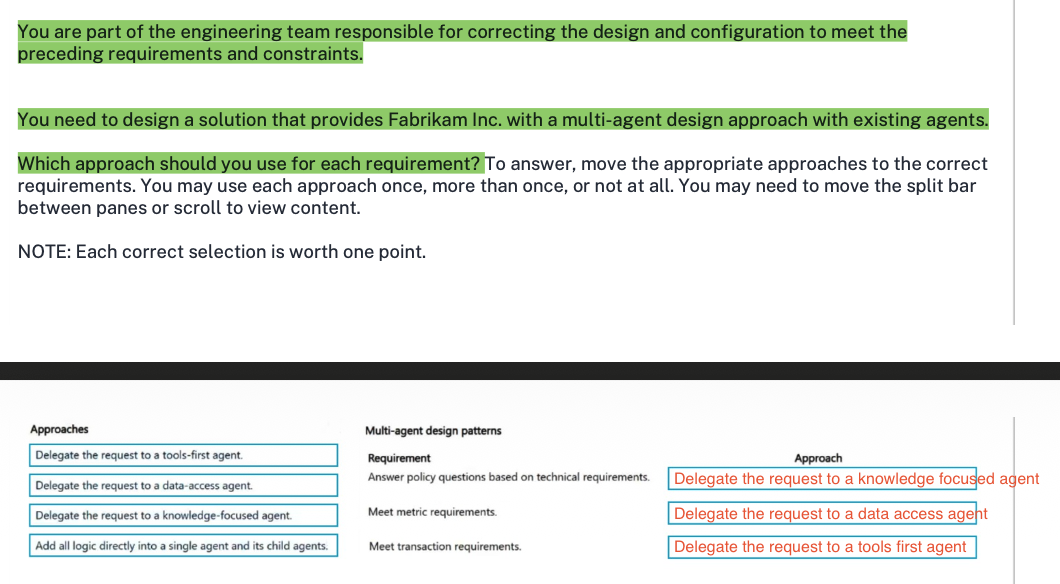 You are part of the engineering team responsible for correcting the design and configuration to meet the
preceding requirements and constraints.
You need to design a solution that provides Fabrikam Inc. with a multi-agent design approach with existing agents.
Which approach should you use for each requirement? To answer, move the appropriate approaches to the correct
requirements. You may use each approach once, more than once, or not at all. You may need to move the split bar
between panes or scroll to view content.
NOTE: Each correct selection is worth one point.
Approaches
Delegate the request to a tools-first agent.
Delegate the request to a data-access agent.
Delegate the request to a knowledge-focused agent.
Add all logic directly into a single agent and its child agents.
Multi-agent design patterns
Requirement
Approach
Answer policy questions based on technical requirements.
Delegate the request to a knowledge focused agent
Meet metric requirements.
Delegate the request to a data access agent
Meet transaction requirements.
Delegate the request to a tools first agent